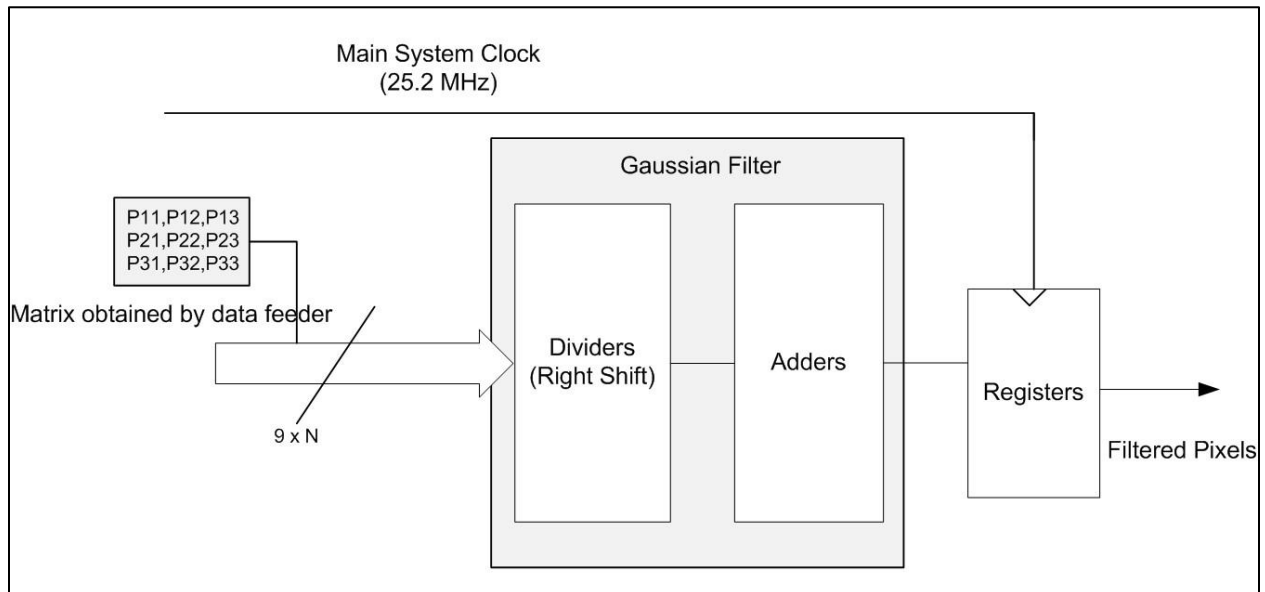 Main System Clock
(25.2 MHz)
Gaussian Filter
P11,P12,P13
P21,P22,P23
P31,P32,P33
Matrix obtained by data feeder
Dividers
(Right Shift)
Adders
Registers
9 x N
Filtered Pixels